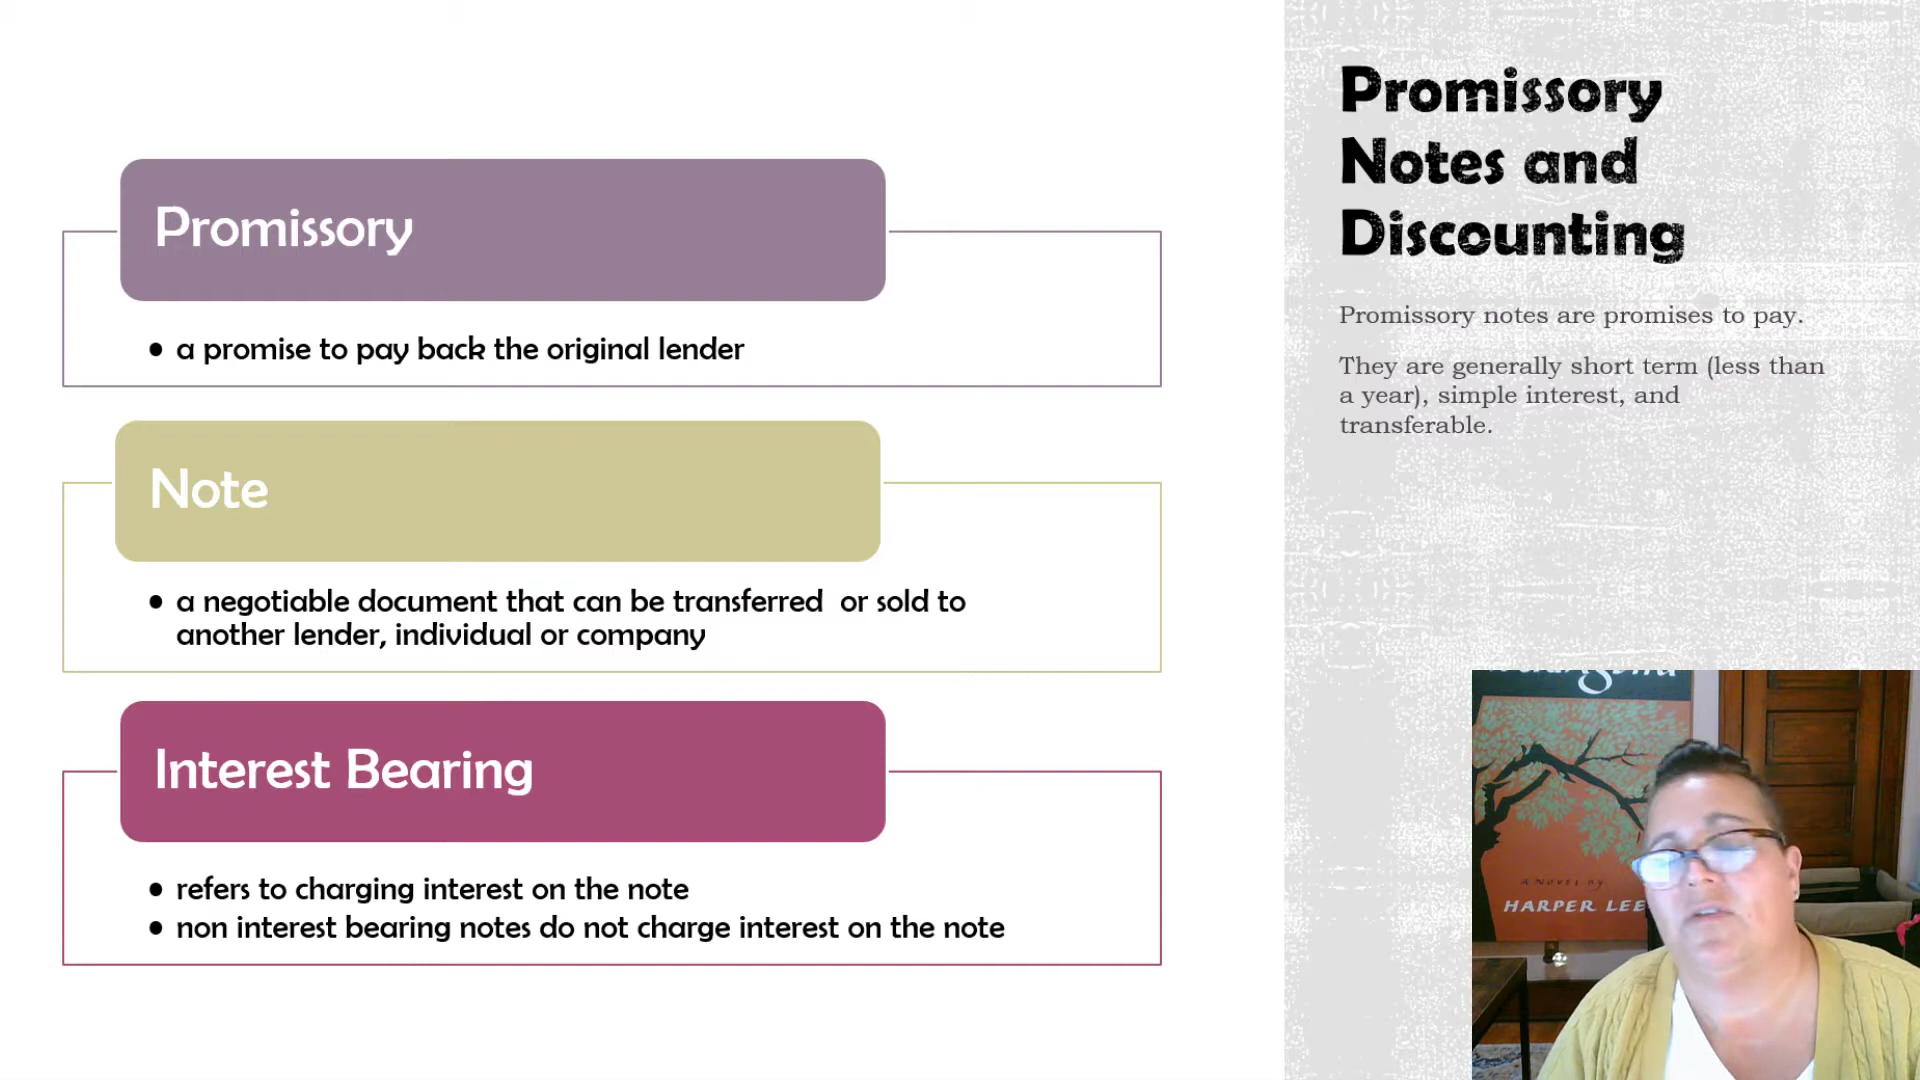 Promissory
Notes and
Discounting
Promissory notes are promises to pay.
They are generally short term (less than
a year), simple interest, and
transferable.
Promissory
• a promise to pay back the original lender
Note
• a negotiable document that can be transferred or sold to
another lender, individual or company
Interest Bearing
• refers to charging interest on the note
• non interest bearing notes do not charge interest on the note
A NOVEL BY
HARPER LEE